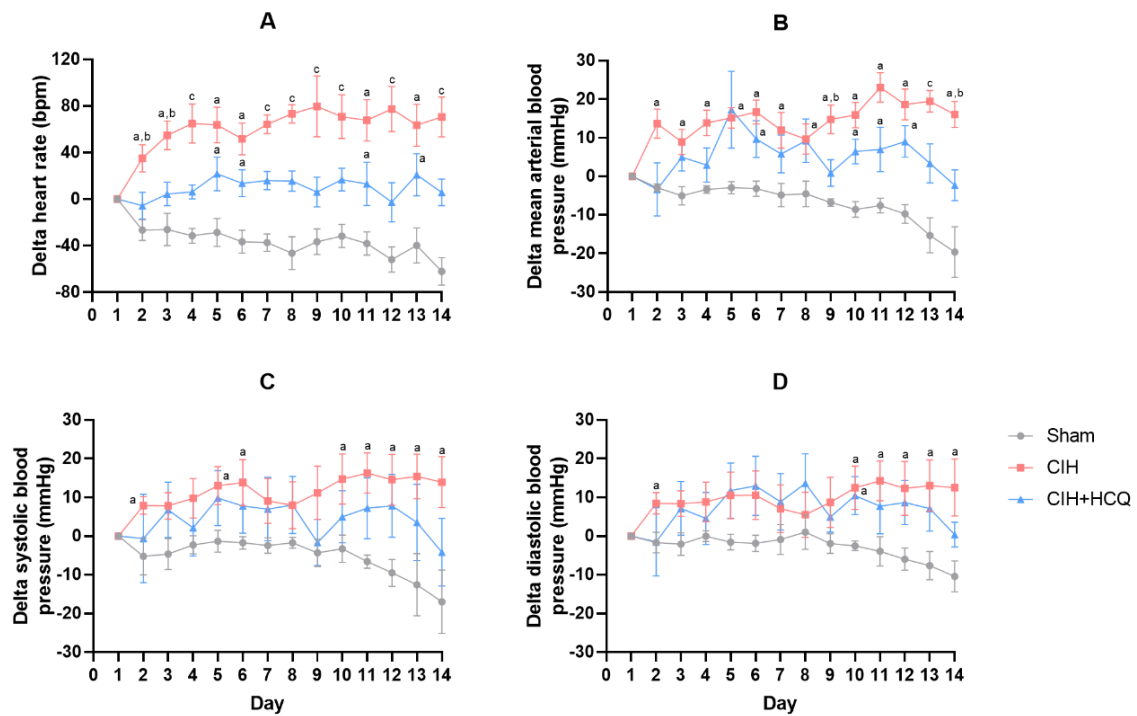 A
Delta heart rate (bpm)
120
80
40
0
-40
-80
a,b
a,b
c
a
a
c
c
c
c
a
c
a
c
a
a
a
a
0 1 2 3 4 5 6 7 8 9 10 11 12 13 14
B
Delta mean arterial blood
pressure (mmHg)
30
20
10
0
-10
-20
-30
a
a
a
a
a
a
a
a
a,b
a
a
a
c
a,b
a
a
a
0 1 2 3 4 5 6 7 8 9 10 11 12 13 14
C
Delta systolic blood
pressure (mmHg)
30
20
10
0
-10
-20
-30
a
a
a
a
a
a
a
a
0 1 2 3 4 5 6 7 8 9 10 11 12 13 14
Day
D
Delta diastolic blood
pressure (mmHg)
30
20
10
0
-10
-20
-30
a
a
a
a
a
a
a
0 1 2 3 4 5 6 7 8 9 10 11 12 13 14
Day
Sham
CIH
CIH+HCQ